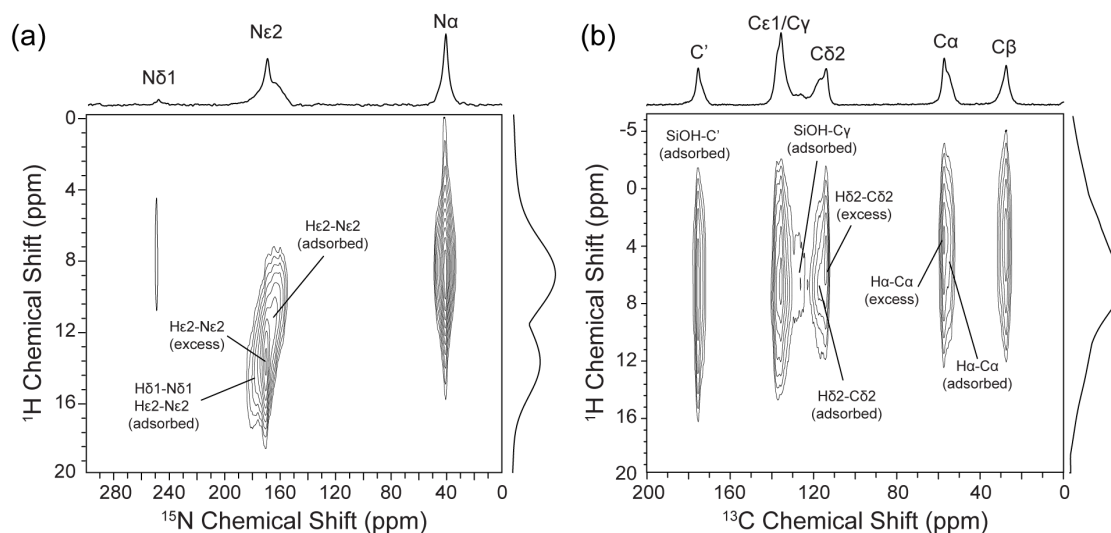 (a)
Nδ1
Nε2
Nα
0
4
8
12
16
20
¹H Chemical Shift (ppm)
Hε2-Nε2
(adsorbed)
Hε2-Nε2
(excess)
Hδ1-Nδ1
Hε2-Nε2
(adsorbed)
280 240 200 160 120 80 40 0
¹⁵N Chemical Shift (ppm)
(b)
C'
Cε1/Cγ
Cδ2
Cα
Cβ
-5
0
4
8
12
16
20
¹H Chemical Shift (ppm)
SiOH-C'
(adsorbed)
SiOH-Cγ
(adsorbed)
Hδ2-Cδ2
(excess)
Hα-Cα
(excess)
Hα-Cα
(adsorbed)
Hδ2-Cδ2
(adsorbed)
200 160 120 80 40 0
¹³C Chemical Shift (ppm)